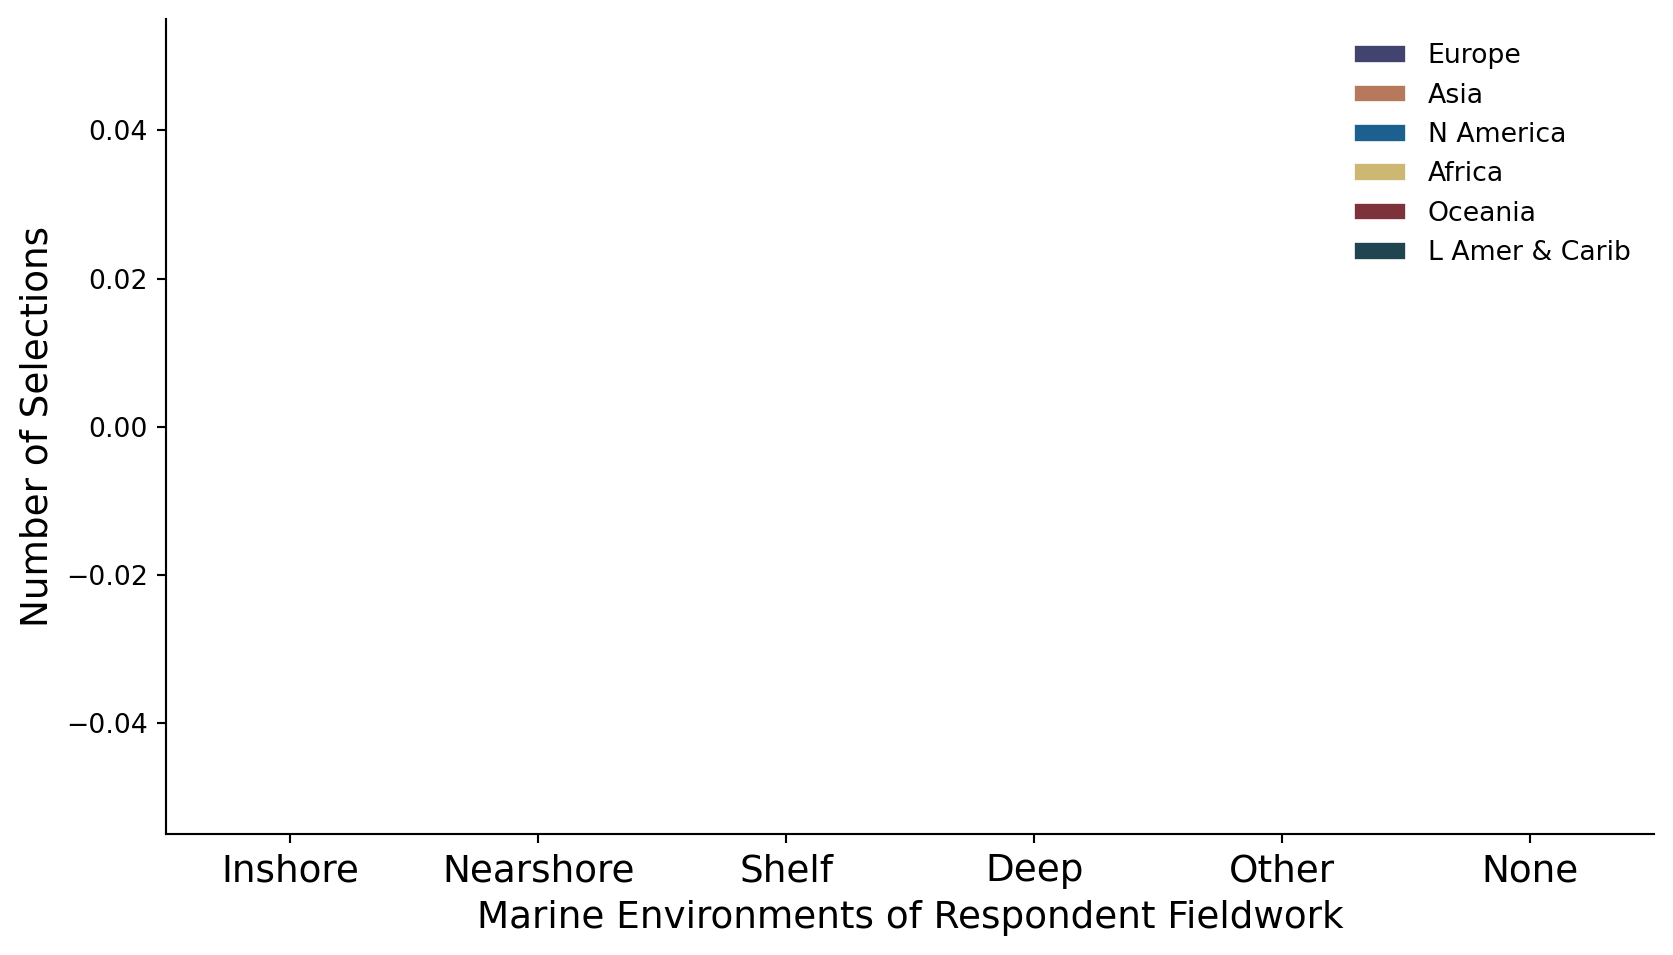 Europe
Asia
N America
Africa
Oceania
L Amer & Carib
Number of Selections
0.04
0.02
0.00
−0.02
−0.04
Inshore Nearshore Shelf Deep Other None
Marine Environments of Respondent Fieldwork